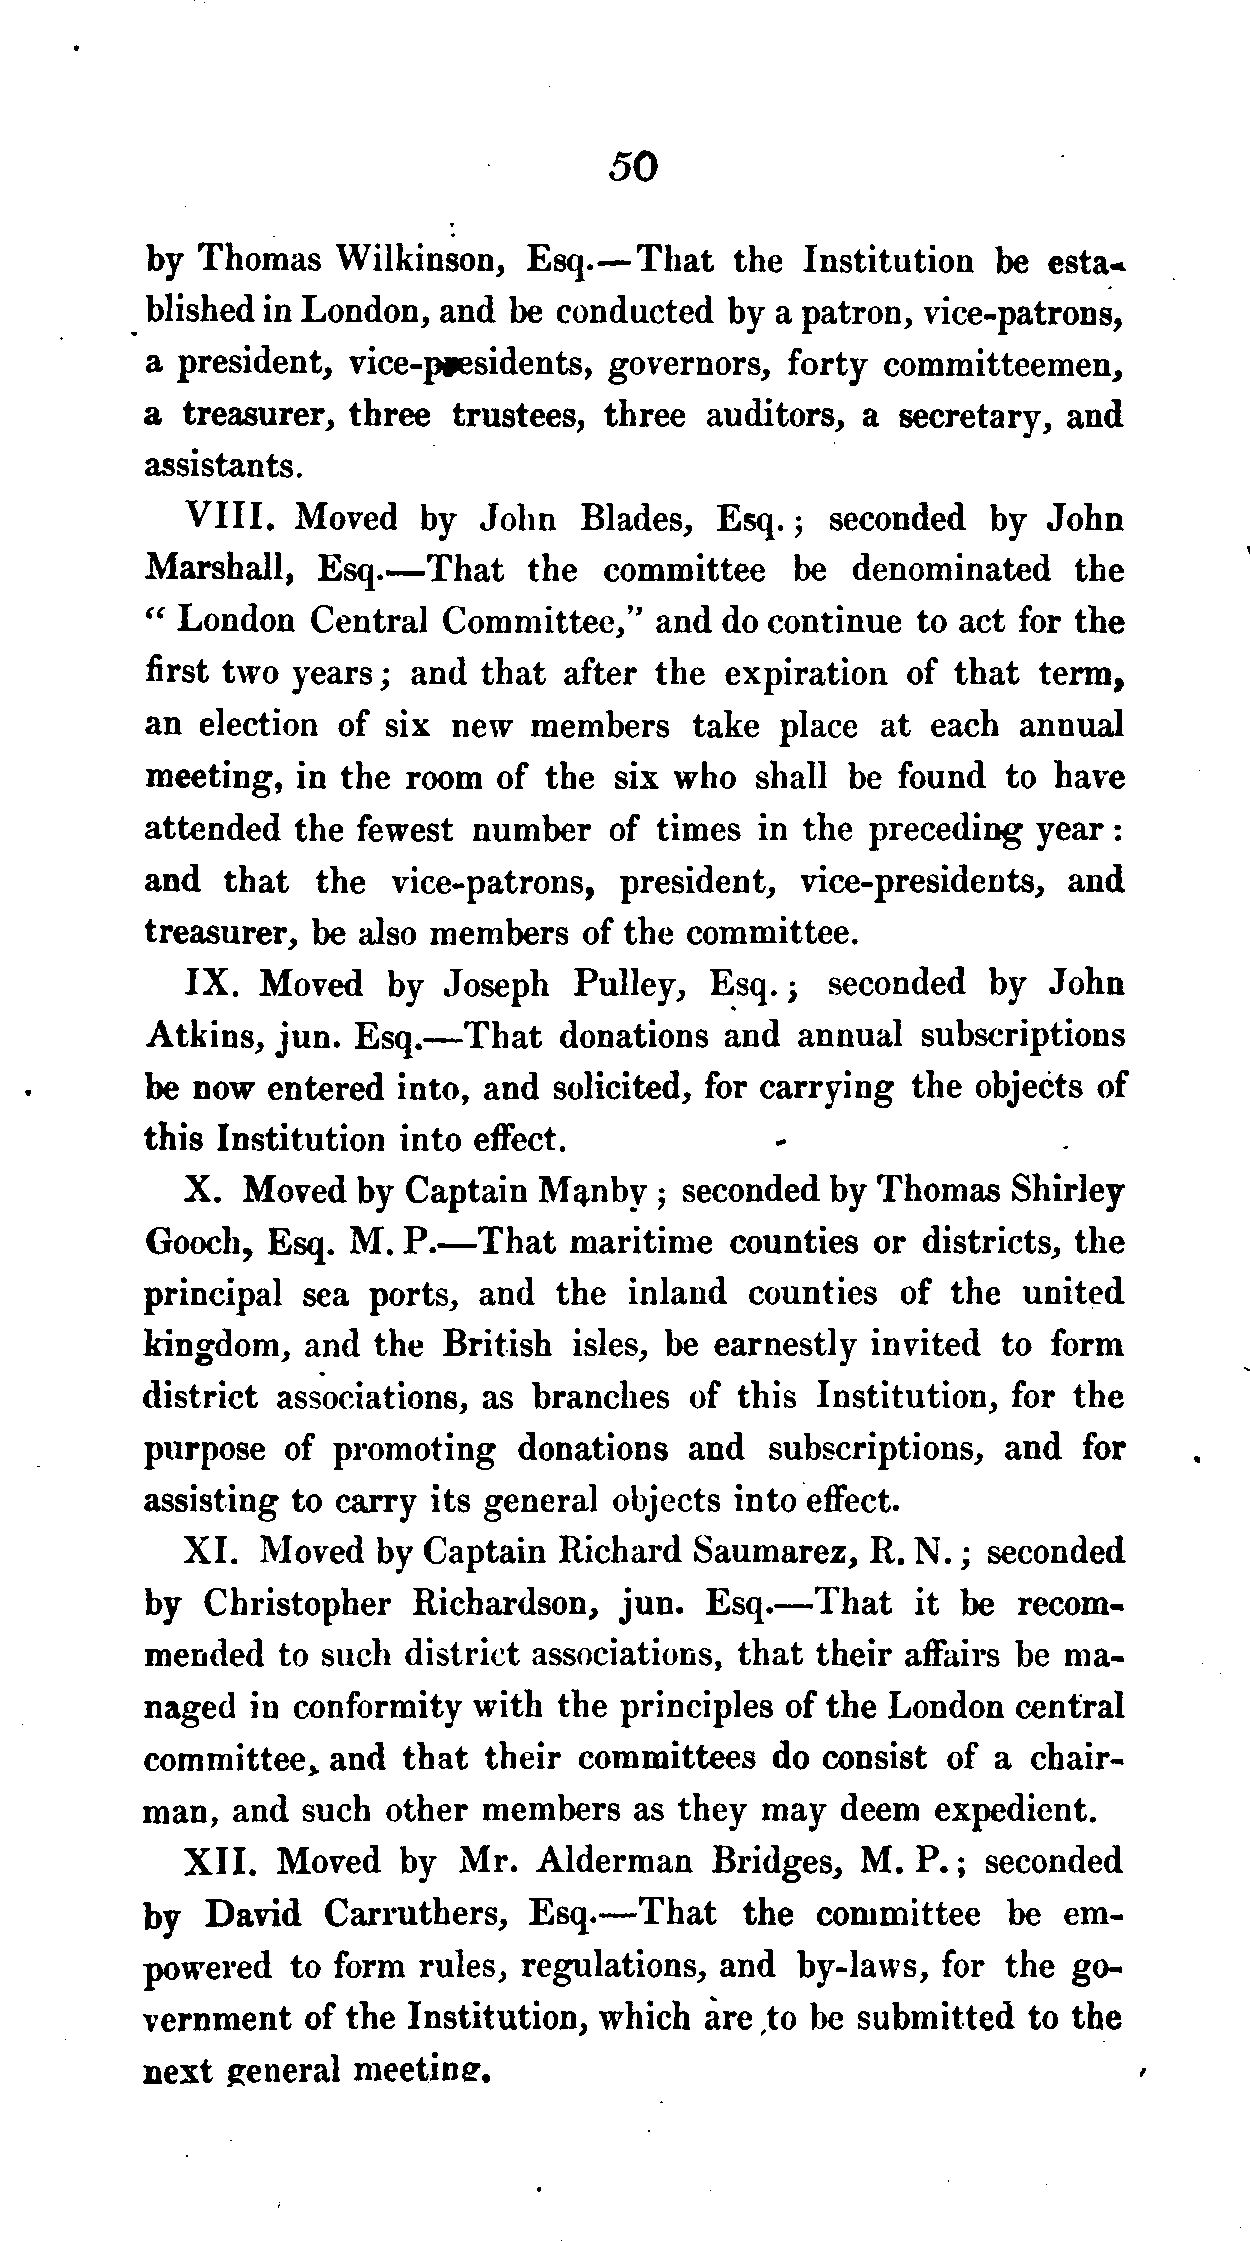 50
by Thomas Wilkinson, Esq.—That the Institution be esta-
blished in London, and be conducted by a patron, vice-patrons,
a president, vice-presidents, governors, forty committeemen,
a treasurer, three trustees, three auditors, a secretary, and
assistants.
VIII. Moved by John Blades, Esq.; seconded by John
Marshall, Esq.—That the committee be denominated the
“ London Central Committee,” and do continue to act for the
first two years; and that after the expiration of that term,
an election of six new members take place at each annual
meeting, in the room of the six who shall be found to have
attended the fewest number of times in the preceding year:
and that the vice-patrons, president, vice-presidents, and
treasurer, be also members of the committee.
IX. Moved by Joseph Pulley, Esq.; seconded by John
Atkins, jun. Esq.—That donations and annual subscriptions
be now entered into, and solicited, for carrying the objects of
this Institution into effect.
X. Moved by Captain Manby; seconded by Thomas Shirley
Gooch, Esq. M. P.—That maritime counties or districts, the
principal sea ports, and the inland counties of the united
kingdom, and the British isles, be earnestly invited to form
district associations, as branches of this Institution, for the
purpose of promoting donations and subscriptions, and for
assisting to carry its general objects into effect.
XI. Moved by Captain Richard Saumarez, R. N.; seconded
by Christopher Richardson, jun. Esq.—That it be recom-
mended to such district associations, that their affairs be ma-
naged in conformity with the principles of the London central
committee, and that their committees do consist of a chair-
man, and such other members as they may deem expedient.
XII. Moved by Mr. Alderman Bridges, M. P.; seconded
by David Carruthers, Esq.—That the committee be em-
powered to form rules, regulations, and by-laws, for the go-
vernment of the Institution, which are to be submitted to the
next general meeting.